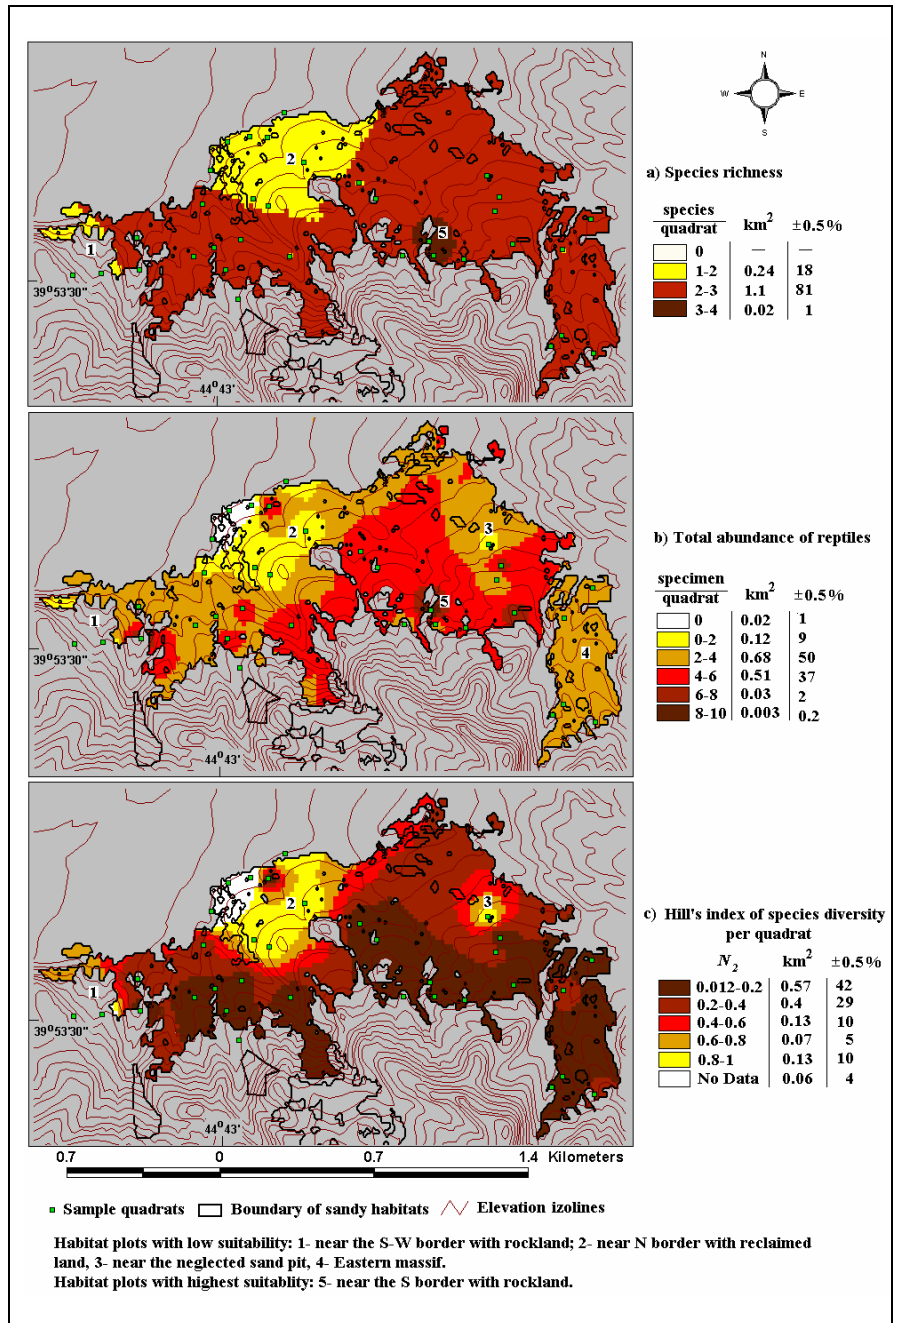 N
W E
S
2
5
1
39°53'30"
44°43'
a) Species richness
species
quadrat km2 ±0.5%
0 — —
1-2 0.24 18
2-3 1.1 81
3-4 0.02 1
2
3
5
1
4
39°53'30"
44°43'
b) Total abundance of reptiles
specimen
quadrat km2 ±0.5%
0 0.02 1
0-2 0.12 9
2-4 0.68 50
4-6 0.51 37
6-8 0.03 2
8-10 0.003 0.2
2
3
1
39°53'30"
44°43'
c) Hill's index of species diversity
per quadrat
N2 km2 ±0.5%
0.012-0.2 0.57 42
0.2-0.4 0.4 29
0.4-0.6 0.13 10
0.6-0.8 0.07 5
0.8-1 0.13 10
No Data 0.06 4
0.7 0 0.7 1.4 Kilometers
Sample quadrats Boundary of sandy habitats Elevation izolines
Habitat plots with low suitability: 1- near the S-W border with rockland; 2- near N border with reclaimed
land, 3- near the neglected sand pit, 4- Eastern massif.
Habitat plots with highest suitablity: 5- near the S border with rockland.